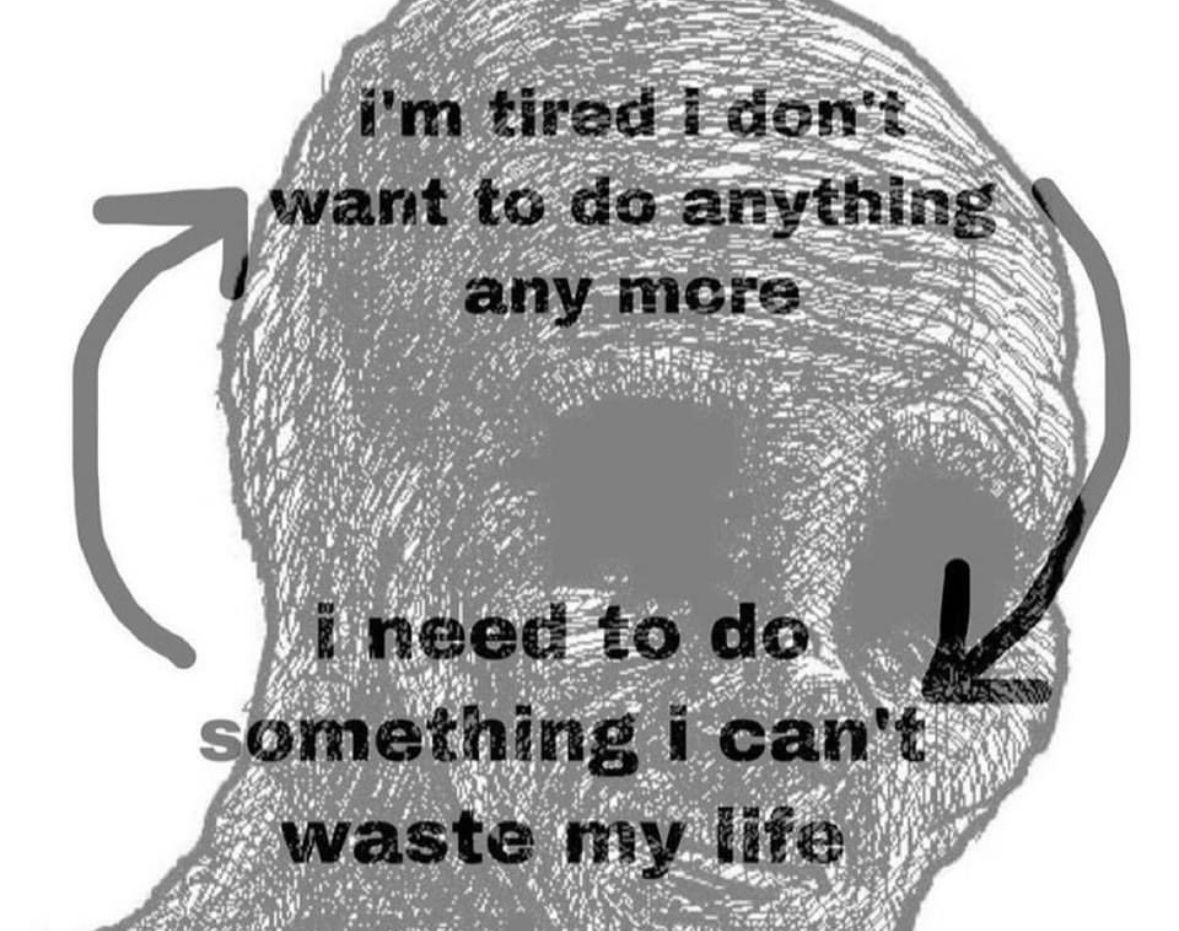 i'm tired i don't
want to do anything
any more
i need to do
something i can't
waste my life